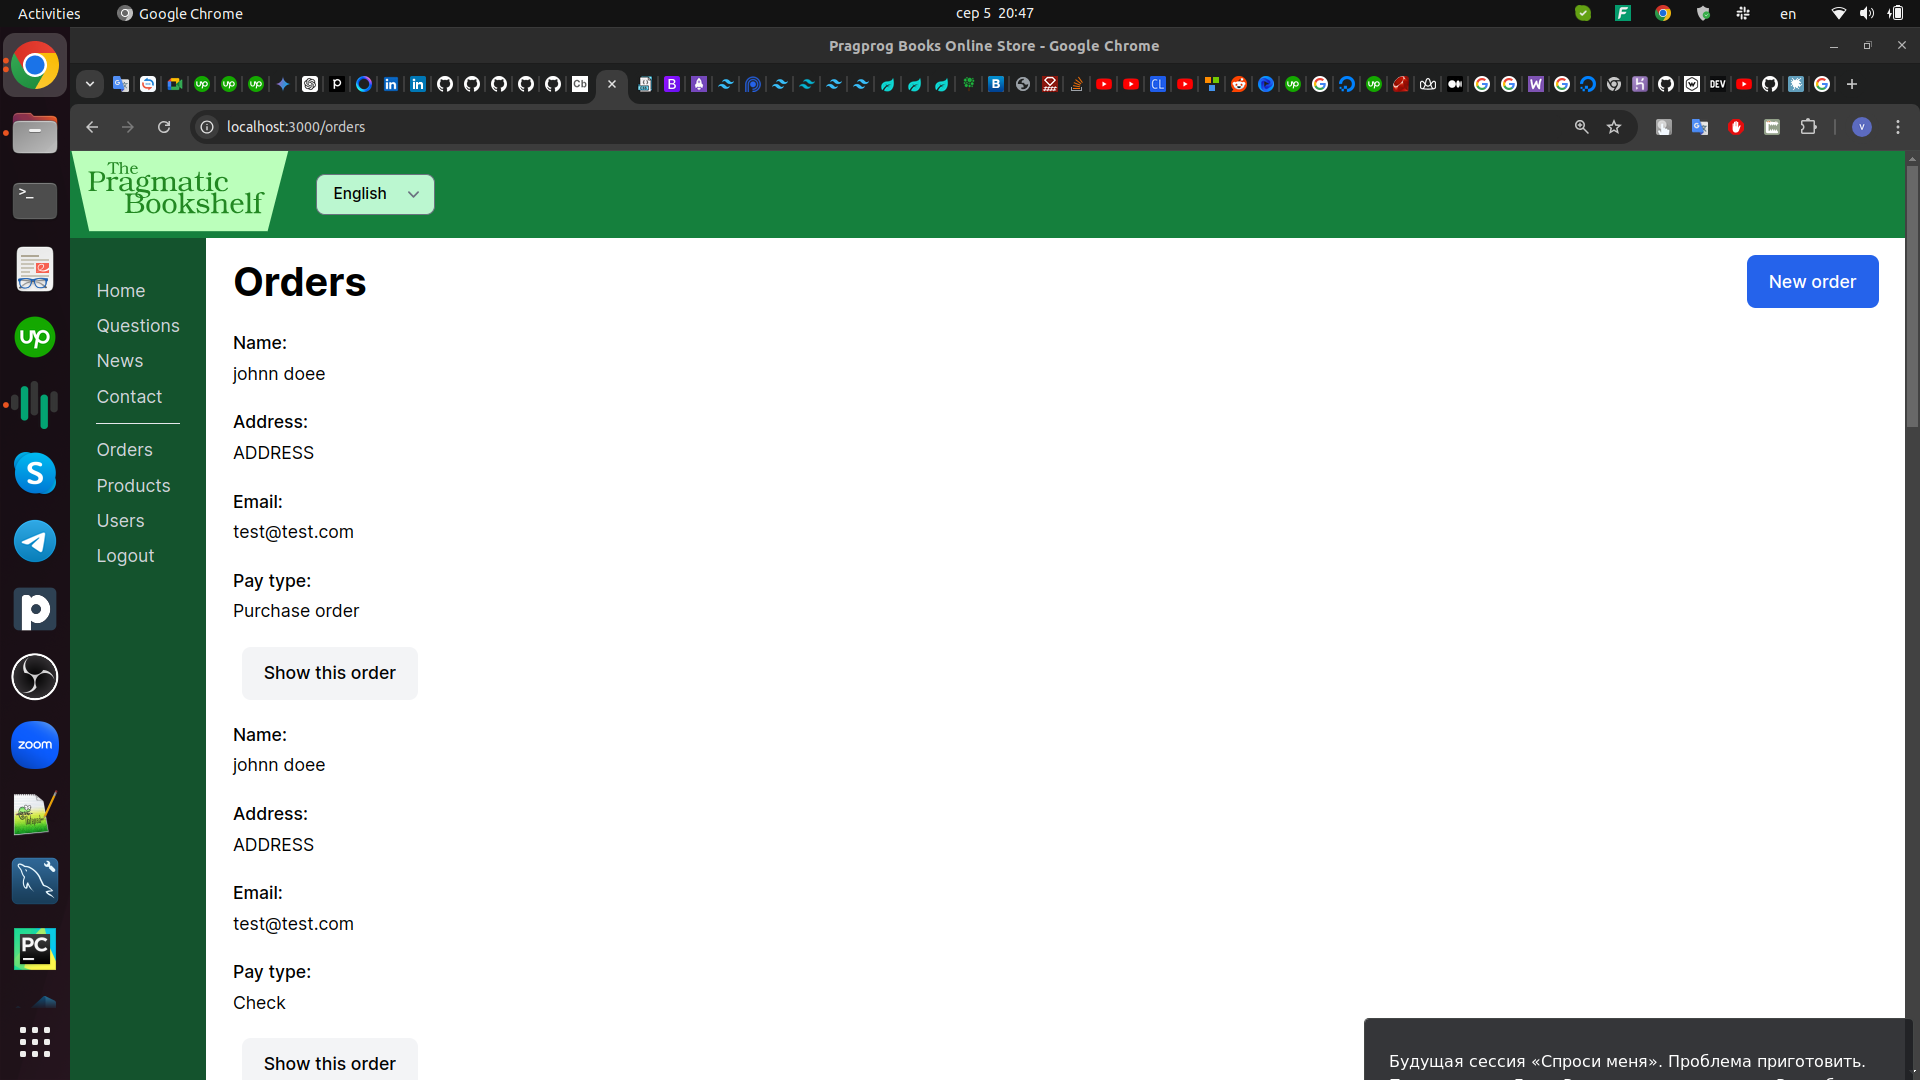 Activities
Google Chrome
сер 5 20:47
en
Pragprog Books Online Store - Google Chrome
localhost:3000/orders
The
Pragmatic
Bookshelf
English
Home
Questions
News
Contact
Orders
Products
Users
Logout
Orders
New order
Name:
johnn doee
Address:
ADDRESS
Email:
test@test.com
Pay type:
Purchase order
Show this order
Name:
johnn doee
Address:
ADDRESS
Email:
test@test.com
Pay type:
Check
Show this order
Будущая сессия «Спроси меня». Проблема приготовить.